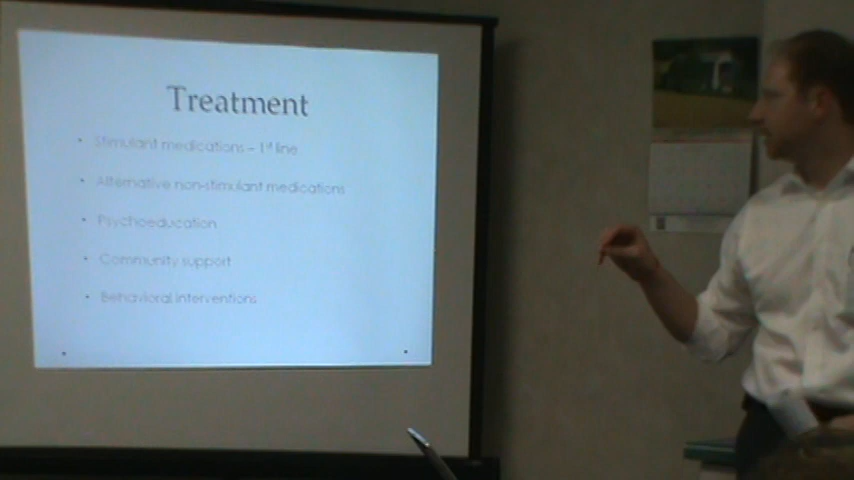 Treatment
• Stimulant medications – 1st line
• Alternative non-stimulant medications
• Psychoeducation
• Community support
• Behavioral interventions